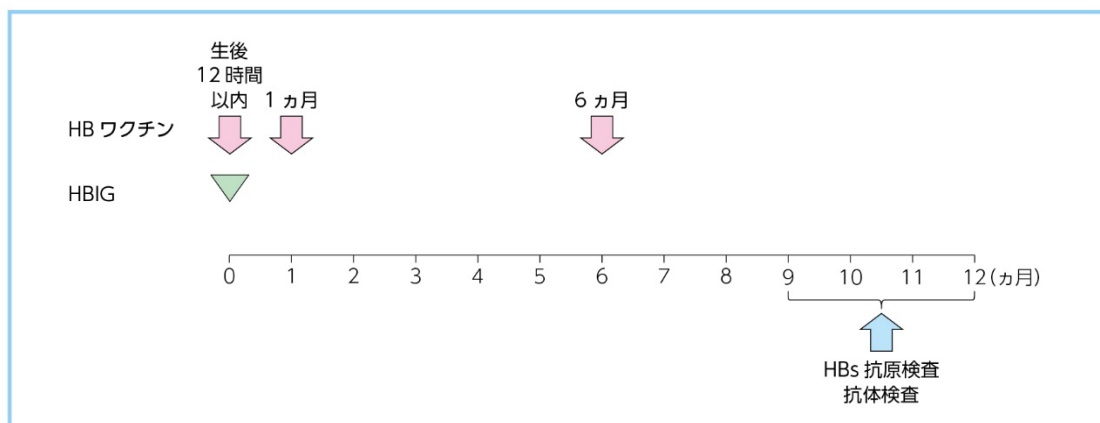 生後
12時間
以内
1ヵ月
6ヵ月
HBワクチン
HBIG
0 1 2 3 4 5 6 7 8 9 10 11 12(ヵ月)
HBs抗原検査
抗体検査